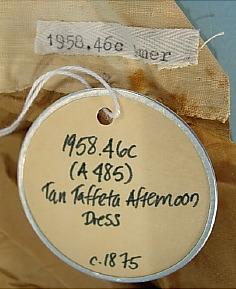 1958.46c
1958.46c
(A 485)
Tan Taffeta Afternoon
Dress
c.1875